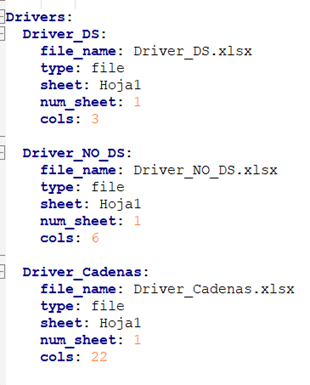 Drivers:
  Driver_DS:
    file_name: Driver_DS.xlsx
    type: file
    sheet: Hoja1
    num_sheet: 1
    cols: 3

  Driver_NO_DS:
    file_name: Driver_NO_DS.xlsx
    type: file
    sheet: Hoja1
    num_sheet: 1
    cols: 6

  Driver_Cadenas:
    file_name: Driver_Cadenas.xlsx
    type: file
    sheet: Hoja1
    num_sheet: 1
    cols: 22